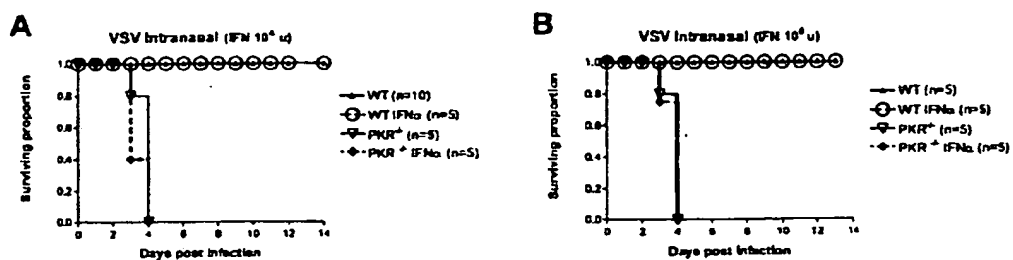 A
VSV Intranasal (IFN 10⁴ u)
Surviving proportion
1.0
0.8
0.6
0.4
0.2
0.0
0 2 4 6 8 10 12 14
Days post infection
WT (n=10)
WT IFNα (n=5)
PKR⁻/⁻ (n=5)
PKR⁻/⁻ IFNα (n=5)
B
VSV Intranasal (IFN u)
Surviving proportion
1.0
0.8
0.6
0.4
0.2
0.0
0 2 4 6 8 10 12 14
Days post infection
WT (n=5)
WT IFNα (n=5)
PKR⁻/⁻ (n=5)
PKR⁻/⁻ IFNα (n=5)